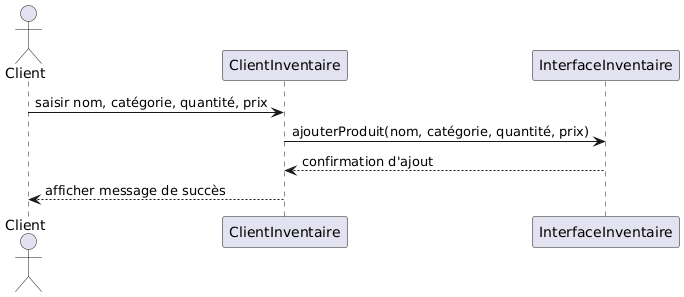 Client
ClientInventaire
InterfaceInventaire
saisir nom, catégorie, quantité, prix
ajouterProduit(nom, catégorie, quantité, prix)
confirmation d'ajout
afficher message de succès
Client
ClientInventaire
InterfaceInventaire